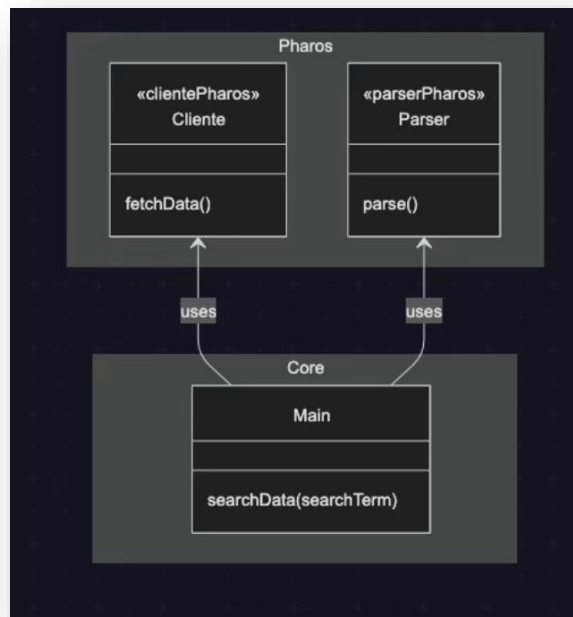 Pharos
«clientePharos»
Cliente
fetchData()
«parserPharos»
Parser
parse()
uses
uses
Core
Main
searchData(searchTerm)